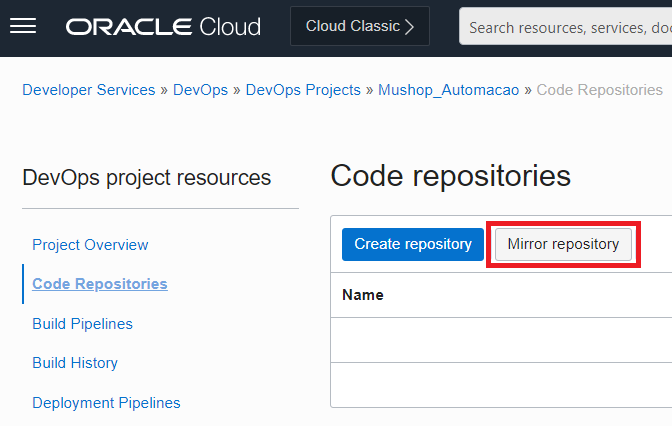 ORACLE Cloud
Cloud Classic
Search resources, services, doc
Developer Services » DevOps » DevOps Projects » Mushop_Automacao » Code Repositories
DevOps project resources
Project Overview
Code Repositories
Build Pipelines
Build History
Deployment Pipelines
Code repositories
Create repository
Mirror repository
Name